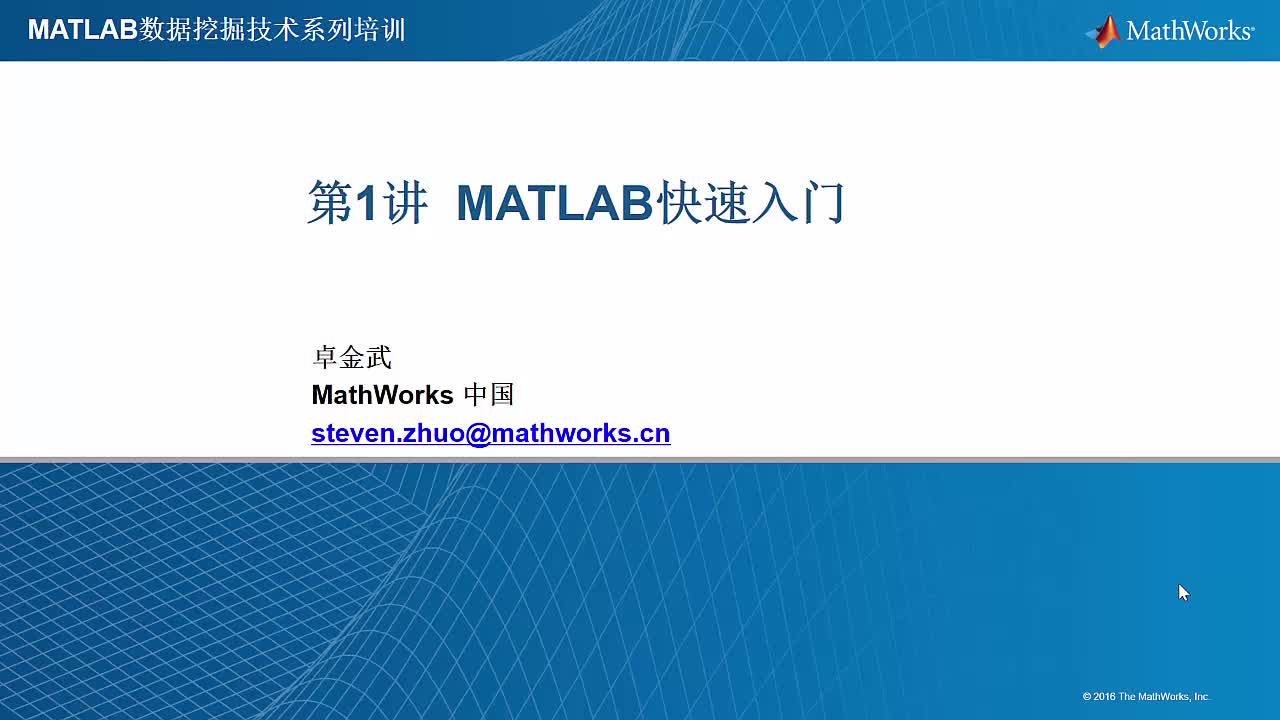 MATLAB数据挖掘技术系列培训
MathWorks®
第1讲 MATLAB快速入门
卓金武
MathWorks 中国
steven.zhuo@mathworks.cn
© 2016 The MathWorks, Inc.